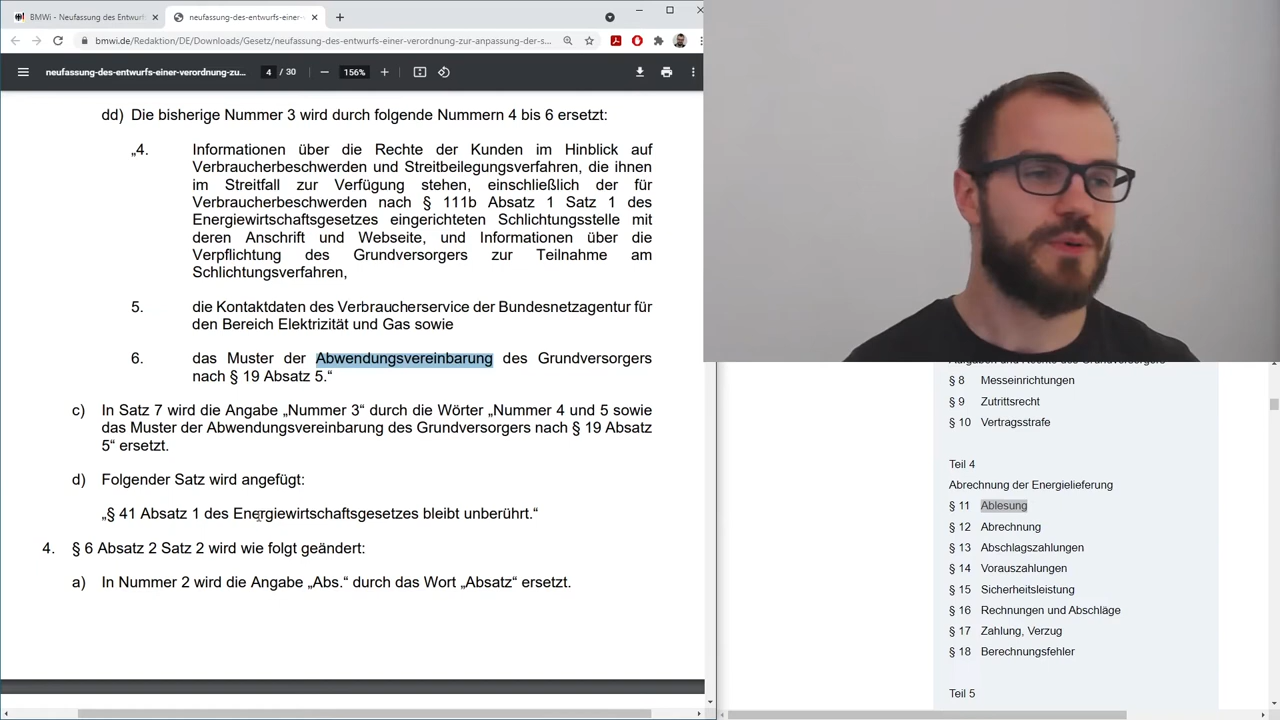 BMWi - Neufassung des Entwurfs
neufassung-des-entwurfs-einer-v
bmwi.de/Redaktion/DE/Downloads/Gesetz/neufassung-des-entwurfs-einer-verordnung-zur-anpassung-der-s...
neufassung-des-entwurfs-einer-verordnung-zu... 4 / 30 156%
dd) Die bisherige Nummer 3 wird durch folgende Nummern 4 bis 6 ersetzt:
„4. Informationen über die Rechte der Kunden im Hinblick auf
Verbraucherbeschwerden und Streitbeilegungsverfahren, die ihnen
im Streitfall zur Verfügung stehen, einschließlich der für
Verbraucherbeschwerden nach § 111b Absatz 1 Satz 1 des
Energiewirtschaftsgesetzes eingerichteten Schlichtungsstelle mit
deren Anschrift und Webseite, und Informationen über die
Verpflichtung des Grundversorgers zur Teilnahme am
Schlichtungsverfahren,
5. die Kontaktdaten des Verbraucherservice der Bundesnetzagentur für
den Bereich Elektrizität und Gas sowie
6. das Muster der Abwendungsvereinbarung des Grundversorgers
nach § 19 Absatz 5.“
c) In Satz 7 wird die Angabe „Nummer 3“ durch die Wörter „Nummer 4 und 5 sowie
das Muster der Abwendungsvereinbarung des Grundversorgers nach § 19 Absatz
5“ ersetzt.
d) Folgender Satz wird angefügt:
„§ 41 Absatz 1 des Energiewirtschaftsgesetzes bleibt unberührt.“
4. § 6 Absatz 2 Satz 2 wird wie folgt geändert:
a) In Nummer 2 wird die Angabe „Abs.“ durch das Wort „Absatz“ ersetzt.
Aufgaben und Rechte des Grundversorgers
§ 8 Messeinrichtungen
§ 9 Zutrittsrecht
§ 10 Vertragsstrafe
Teil 4
Abrechnung der Energielieferung
§ 11 Ablesung
§ 12 Abrechnung
§ 13 Abschlagszahlungen
§ 14 Vorauszahlungen
§ 15 Sicherheitsleistung
§ 16 Rechnungen und Abschläge
§ 17 Zahlung, Verzug
§ 18 Berechnungsfehler
Teil 5